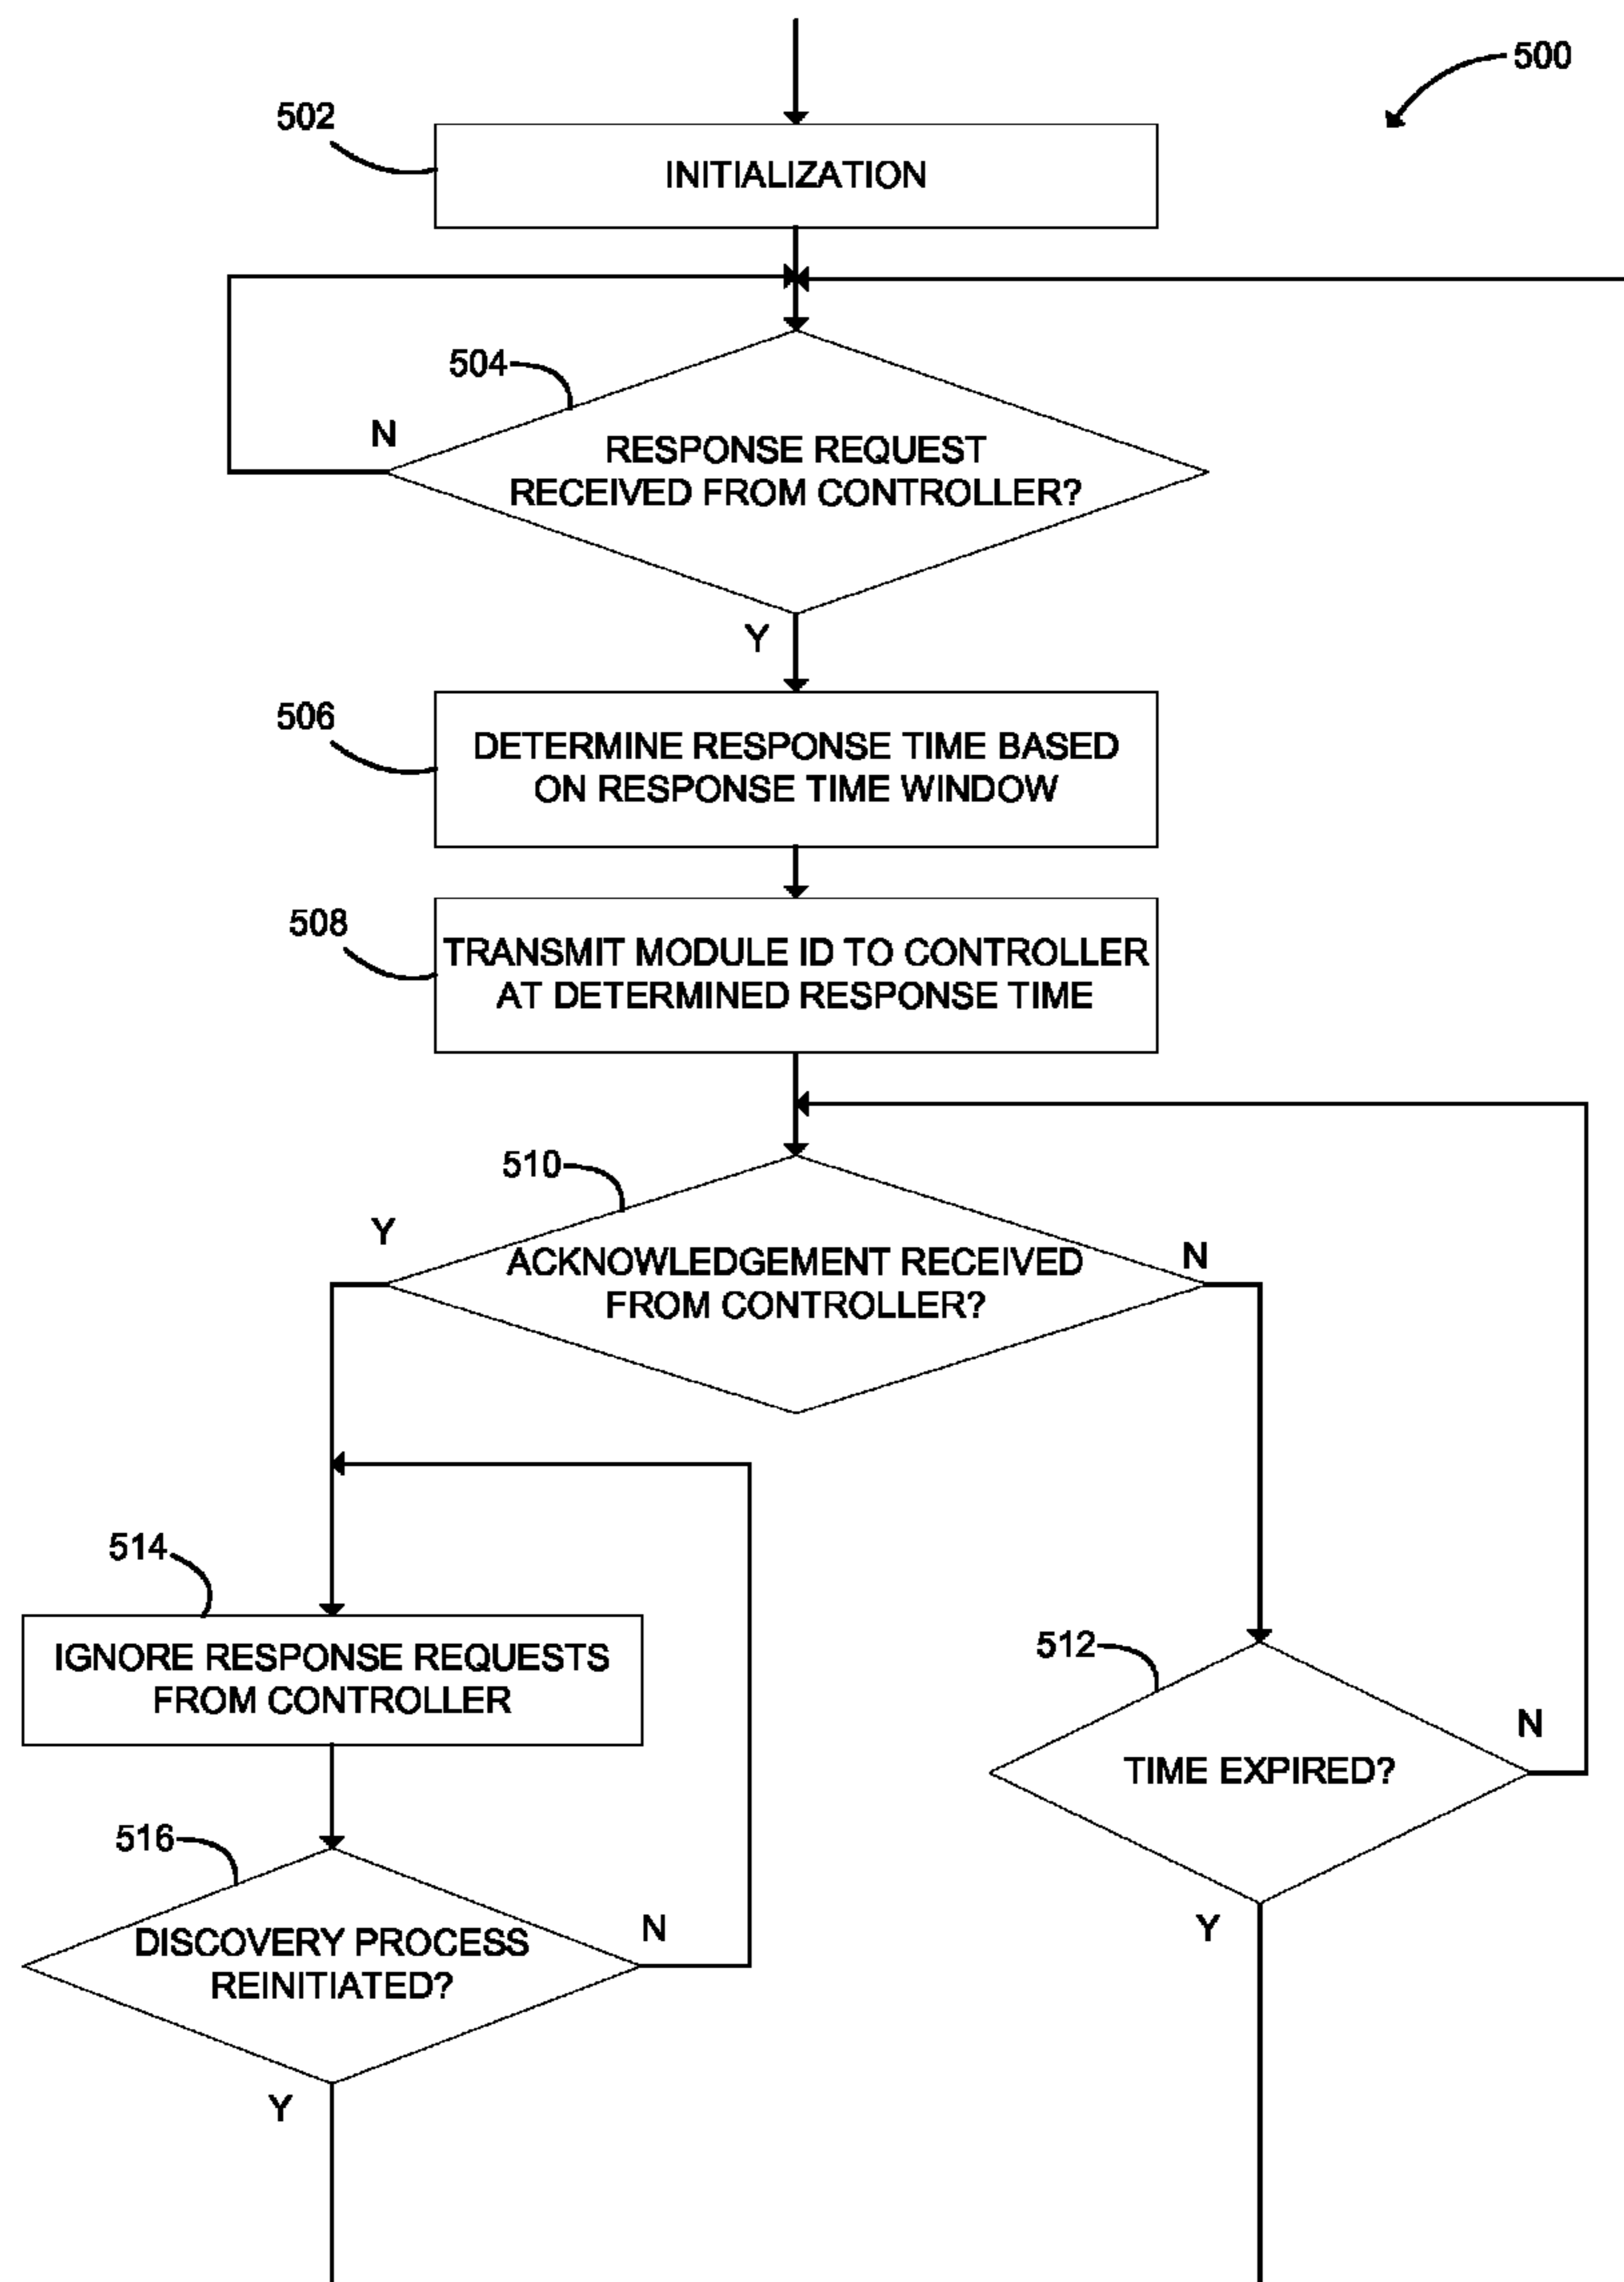 500
502
INITIALIZATION
504
N
RESPONSE REQUEST
RECEIVED FROM CONTROLLER?
Y
506
DETERMINE RESPONSE TIME BASED
ON RESPONSE TIME WINDOW
508
TRANSMIT MODULE ID TO CONTROLLER
AT DETERMINED RESPONSE TIME
510
Y
N
ACKNOWLEDGEMENT RECEIVED
FROM CONTROLLER?
514
IGNORE RESPONSE REQUESTS
FROM CONTROLLER
512
N
TIME EXPIRED?
Y
516
N
DISCOVERY PROCESS
REINITIATED?
Y